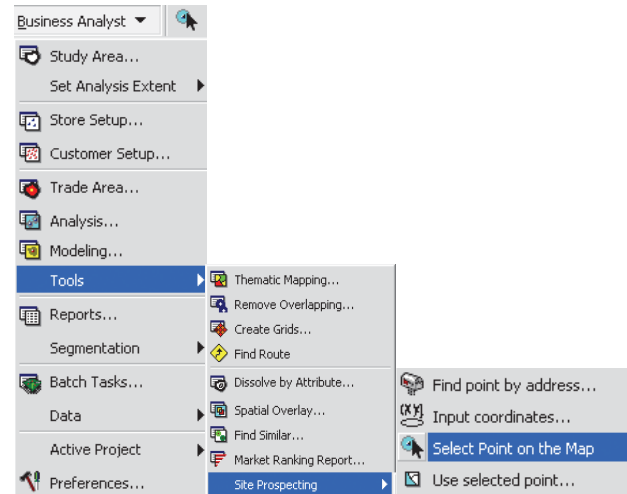 Business Analyst
Study Area...
Set Analysis Extent
Store Setup...
Customer Setup...
Trade Area...
Analysis...
Modeling...
Tools
Reports...
Segmentation
Batch Tasks...
Data
Active Project
Preferences...
Thematic Mapping...
Remove Overlapping...
Create Grids...
Find Route
Dissolve by Attribute...
Spatial Overlay...
Find Similar...
Market Ranking Report...
Site Prospecting
Find point by address...
(XY) Input coordinates...
Select Point on the Map
Use selected point...